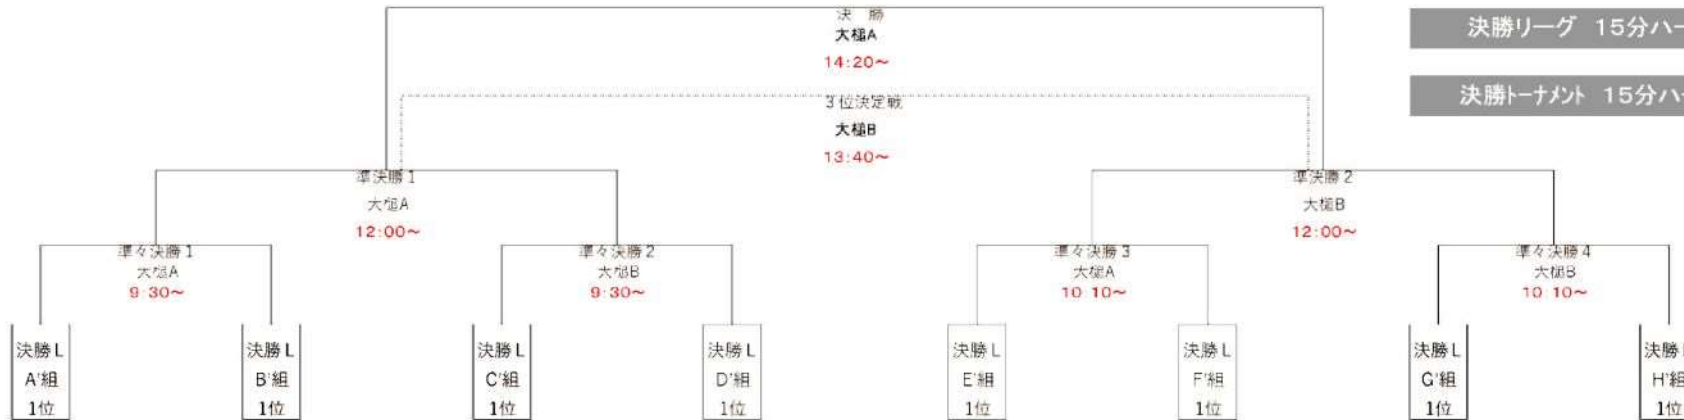 決　勝
大槌A
14:20～
決勝リーグ　15分ハー
3位決定戦
大槌B
13:40～
決勝トーナメント　15分ハー
準決勝1
大槌A
12:00～
準決勝2
大槌B
12:00～
準々決勝1
大槌A
9:30～
準々決勝2
大槌B
9:30～
準々決勝3
大槌A
10:10～
準々決勝4
大槌B
10:10～
決勝L
A'組
1位
決勝L
B'組
1位
決勝L
C'組
1位
決勝L
D'組
1位
決勝L
E'組
1位
決勝L
F'組
1位
決勝L
G'組
1位
決勝L
H'組
1位